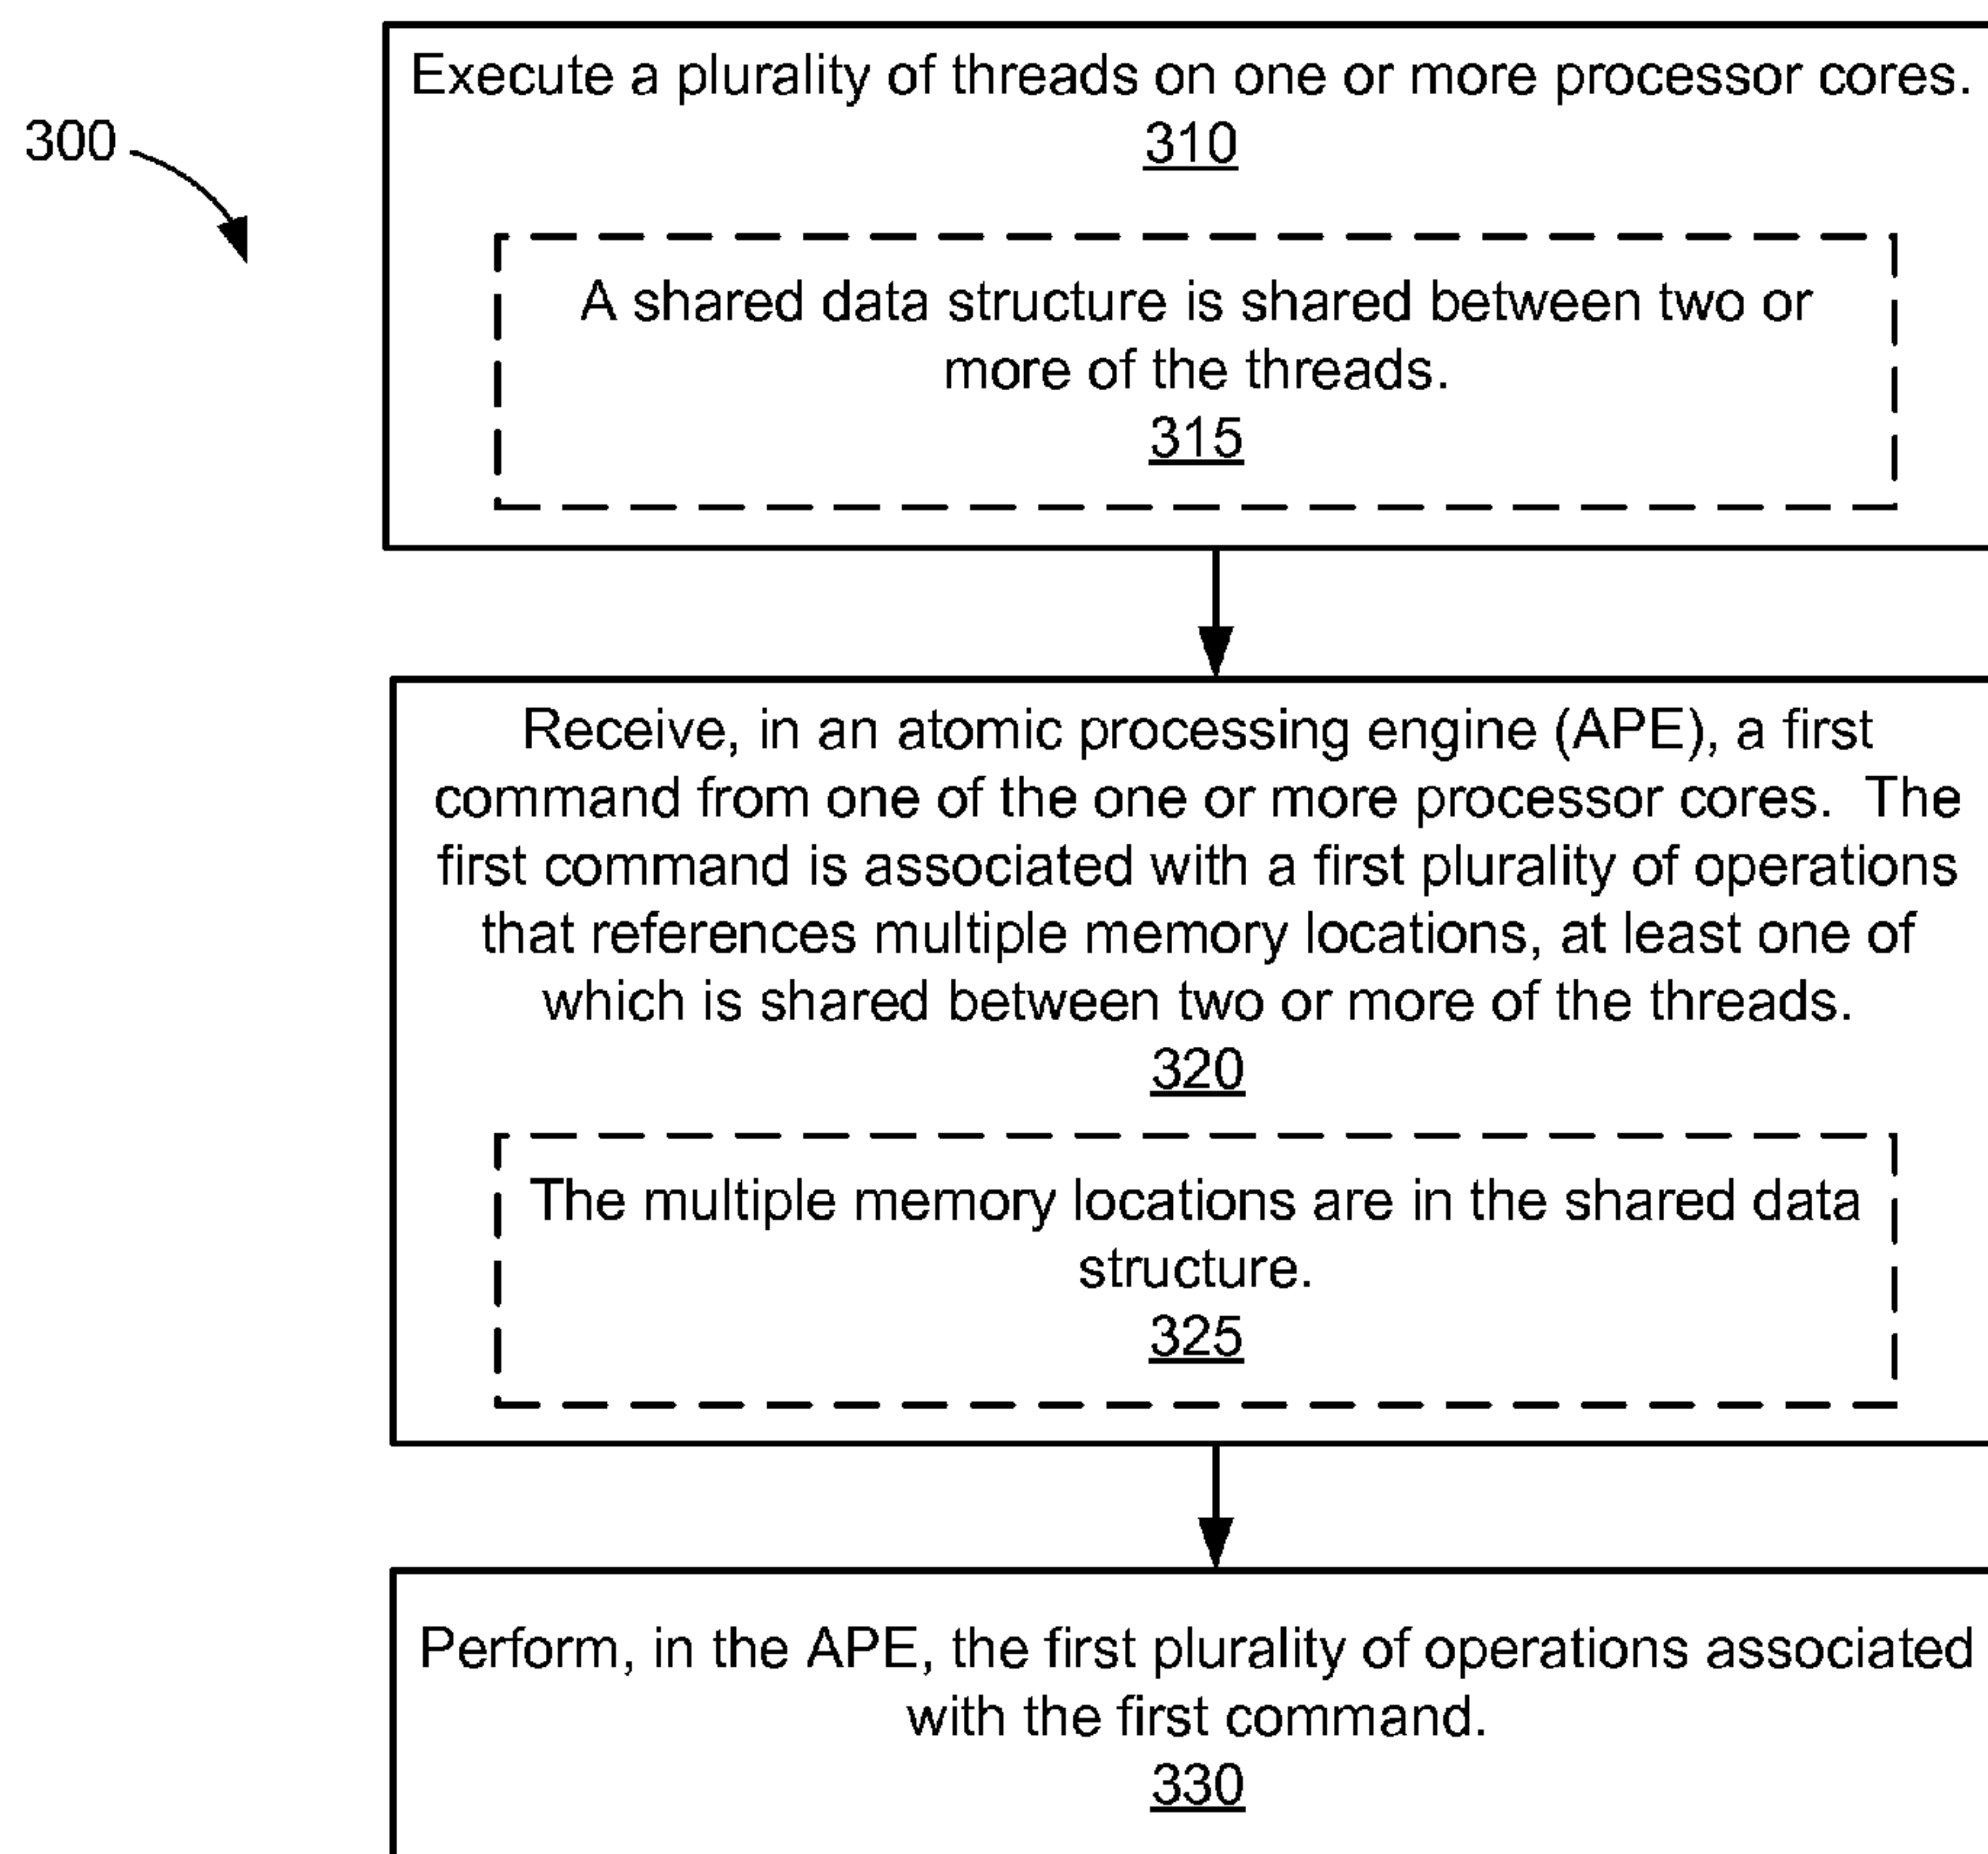 Execute a plurality of threads on one or more processor cores.
310
300
A shared data structure is shared between two or
more of the threads.
315
Receive, in an atomic processing engine (APE), a first
command from one of the one or more processor cores. The
first command is associated with a first plurality of operations
that references multiple memory locations, at least one of
which is shared between two or more of the threads.
320
The multiple memory locations are in the shared data
structure.
325
Perform, in the APE, the first plurality of operations associated
with the first command.
330